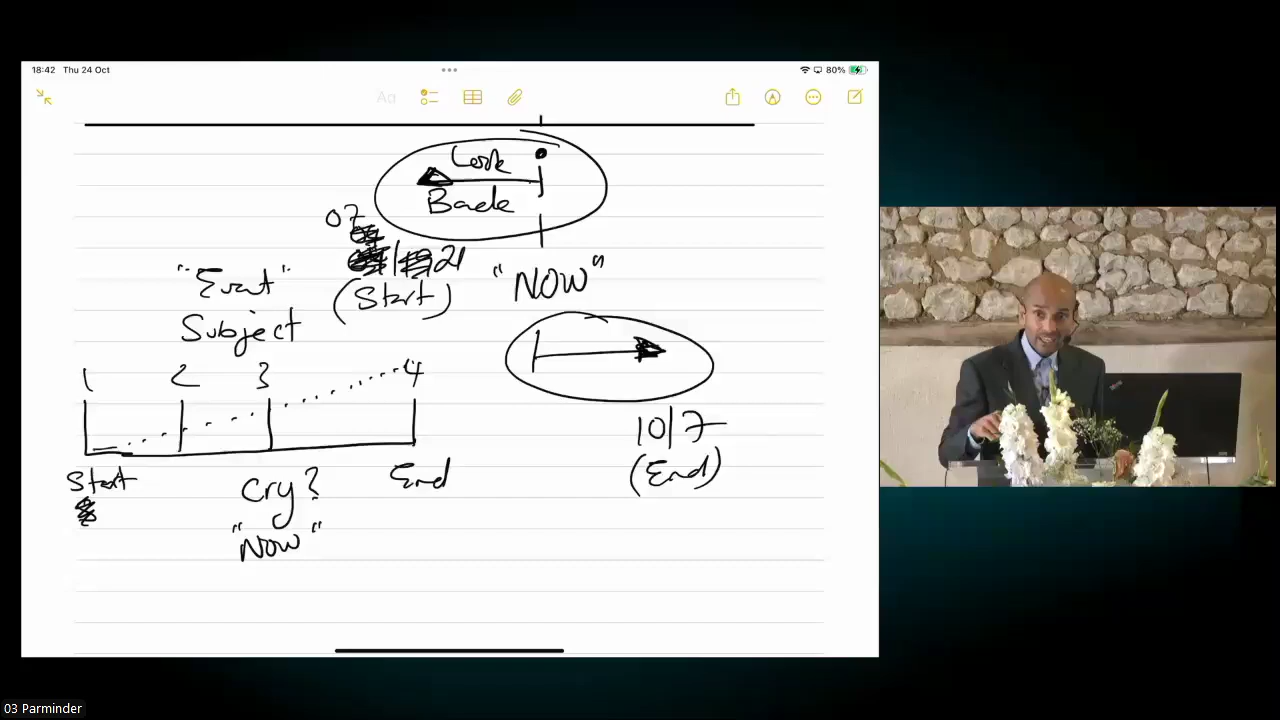 18:42 Thu 24 Oct
80%
Aa
Look
Back
07
21
(Start)
"NOW"
"Event"
Subject
1 2 3 4
Start
Cry?
End
"NOW"
10/7
(End)
03 Parminder